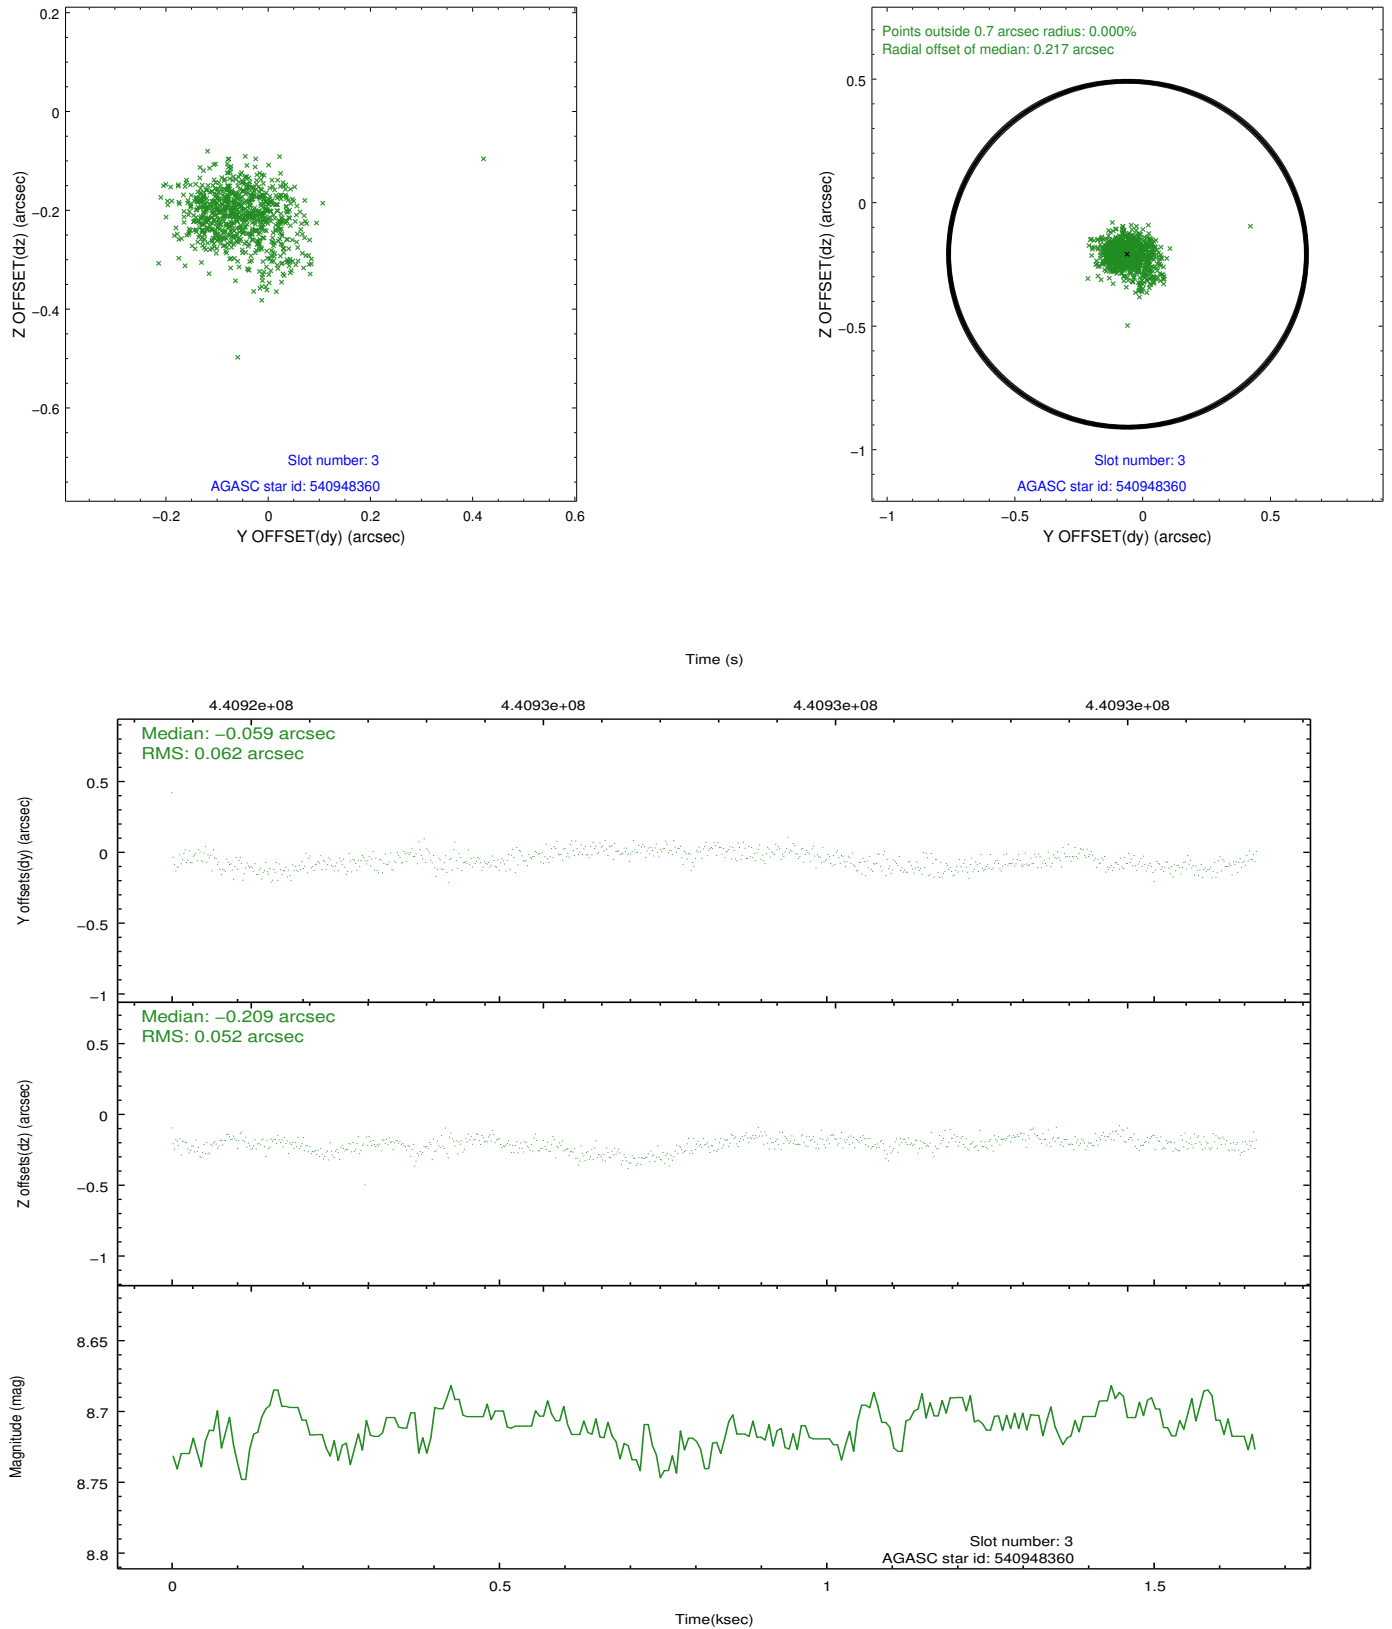 0.2
0
−0.2
−0.4
−0.6
Z OFFSET(dz) (arcsec)
Slot number: 3
AGASC star id: 540948360
−0.2 0 0.2 0.4 0.6
Y OFFSET(dy) (arcsec)
Points outside 0.7 arcsec radius: 0.000%
Radial offset of median: 0.217 arcsec
0.5
0
−0.5
−1
Z OFFSET(dz) (arcsec)
Slot number: 3
AGASC star id: 540948360
−1 −0.5 0 0.5
Y OFFSET(dy) (arcsec)
Time (s)
4.4092e+08 4.4093e+08 4.4093e+08 4.4093e+08
Median: −0.059 arcsec
RMS: 0.062 arcsec
0.5
0
−0.5
−1
Y offsets(dy) (arcsec)
Median: −0.209 arcsec
RMS: 0.052 arcsec
0.5
0
−0.5
−1
Z offsets(dz) (arcsec)
8.65
8.7
8.75
8.8
Magnitude (mag)
Slot number: 3
AGASC star id: 540948360
0 0.5 1 1.5
Time(ksec)